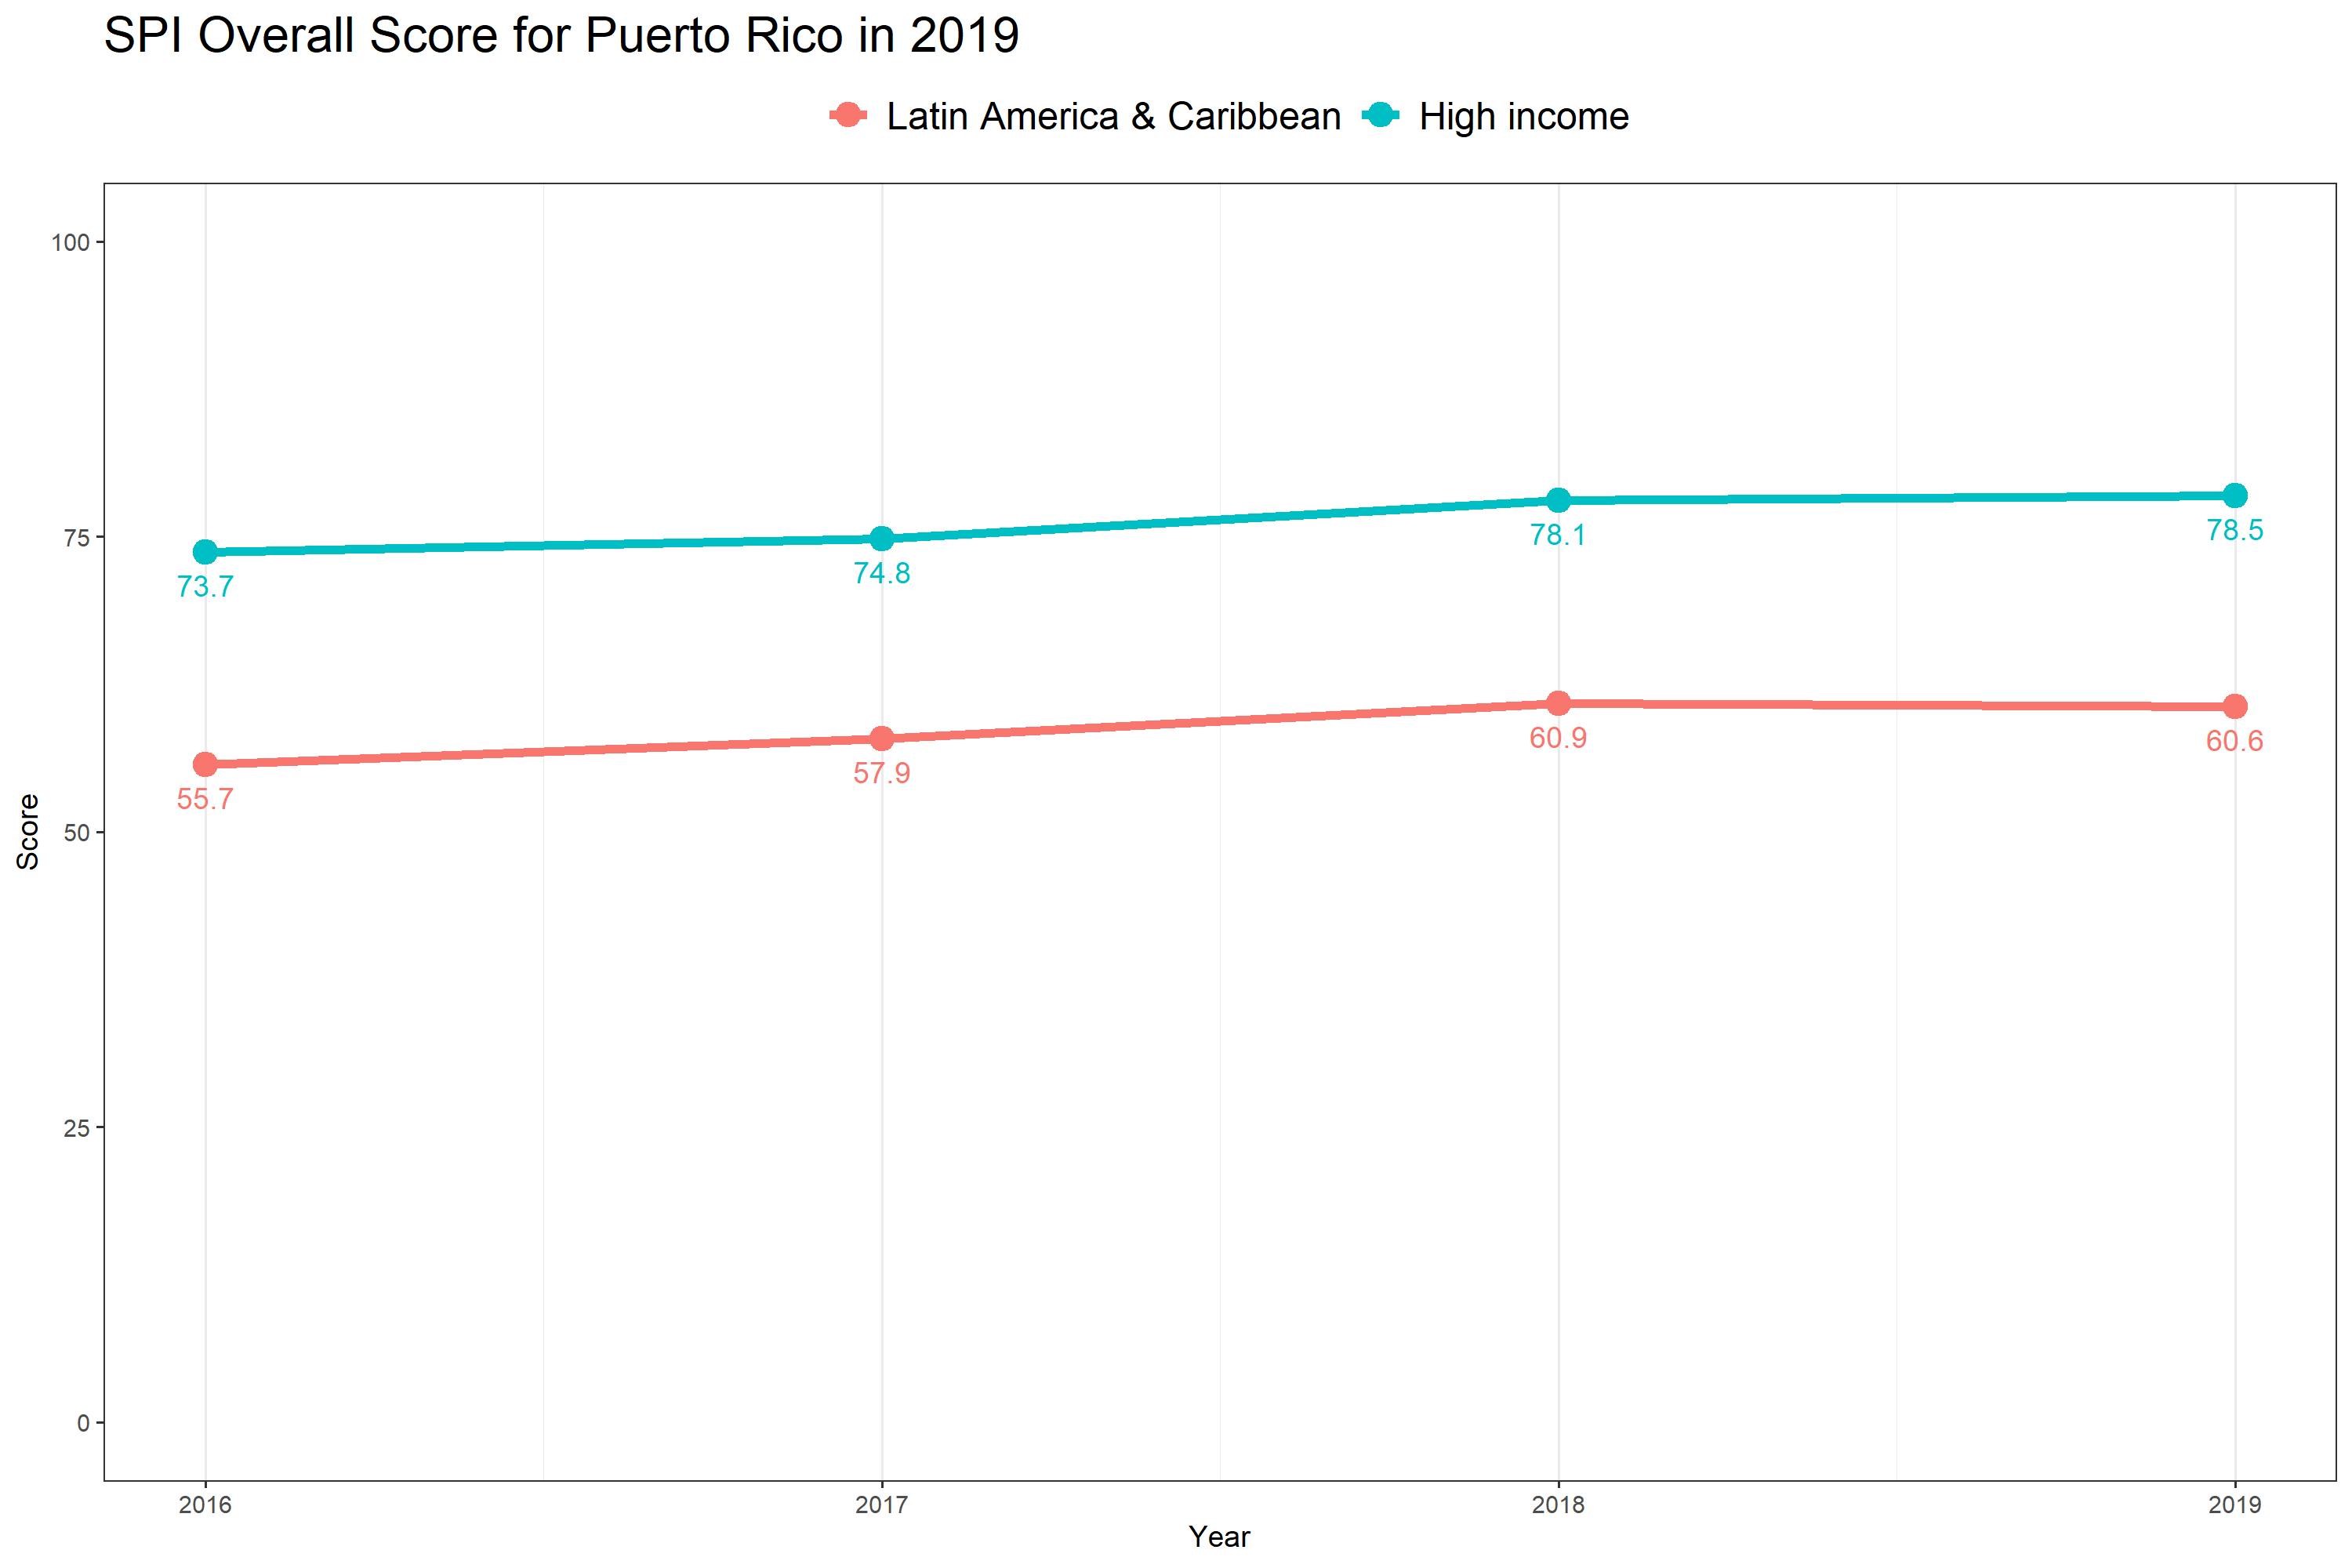 SPI Overall Score for Puerto Rico in 2019
Latin America & Caribbean High income
100
75
50
25
0
Score
73.7
74.8
78.1
78.5
55.7
57.9
60.9
60.6
2016 2017 2018 2019
Year